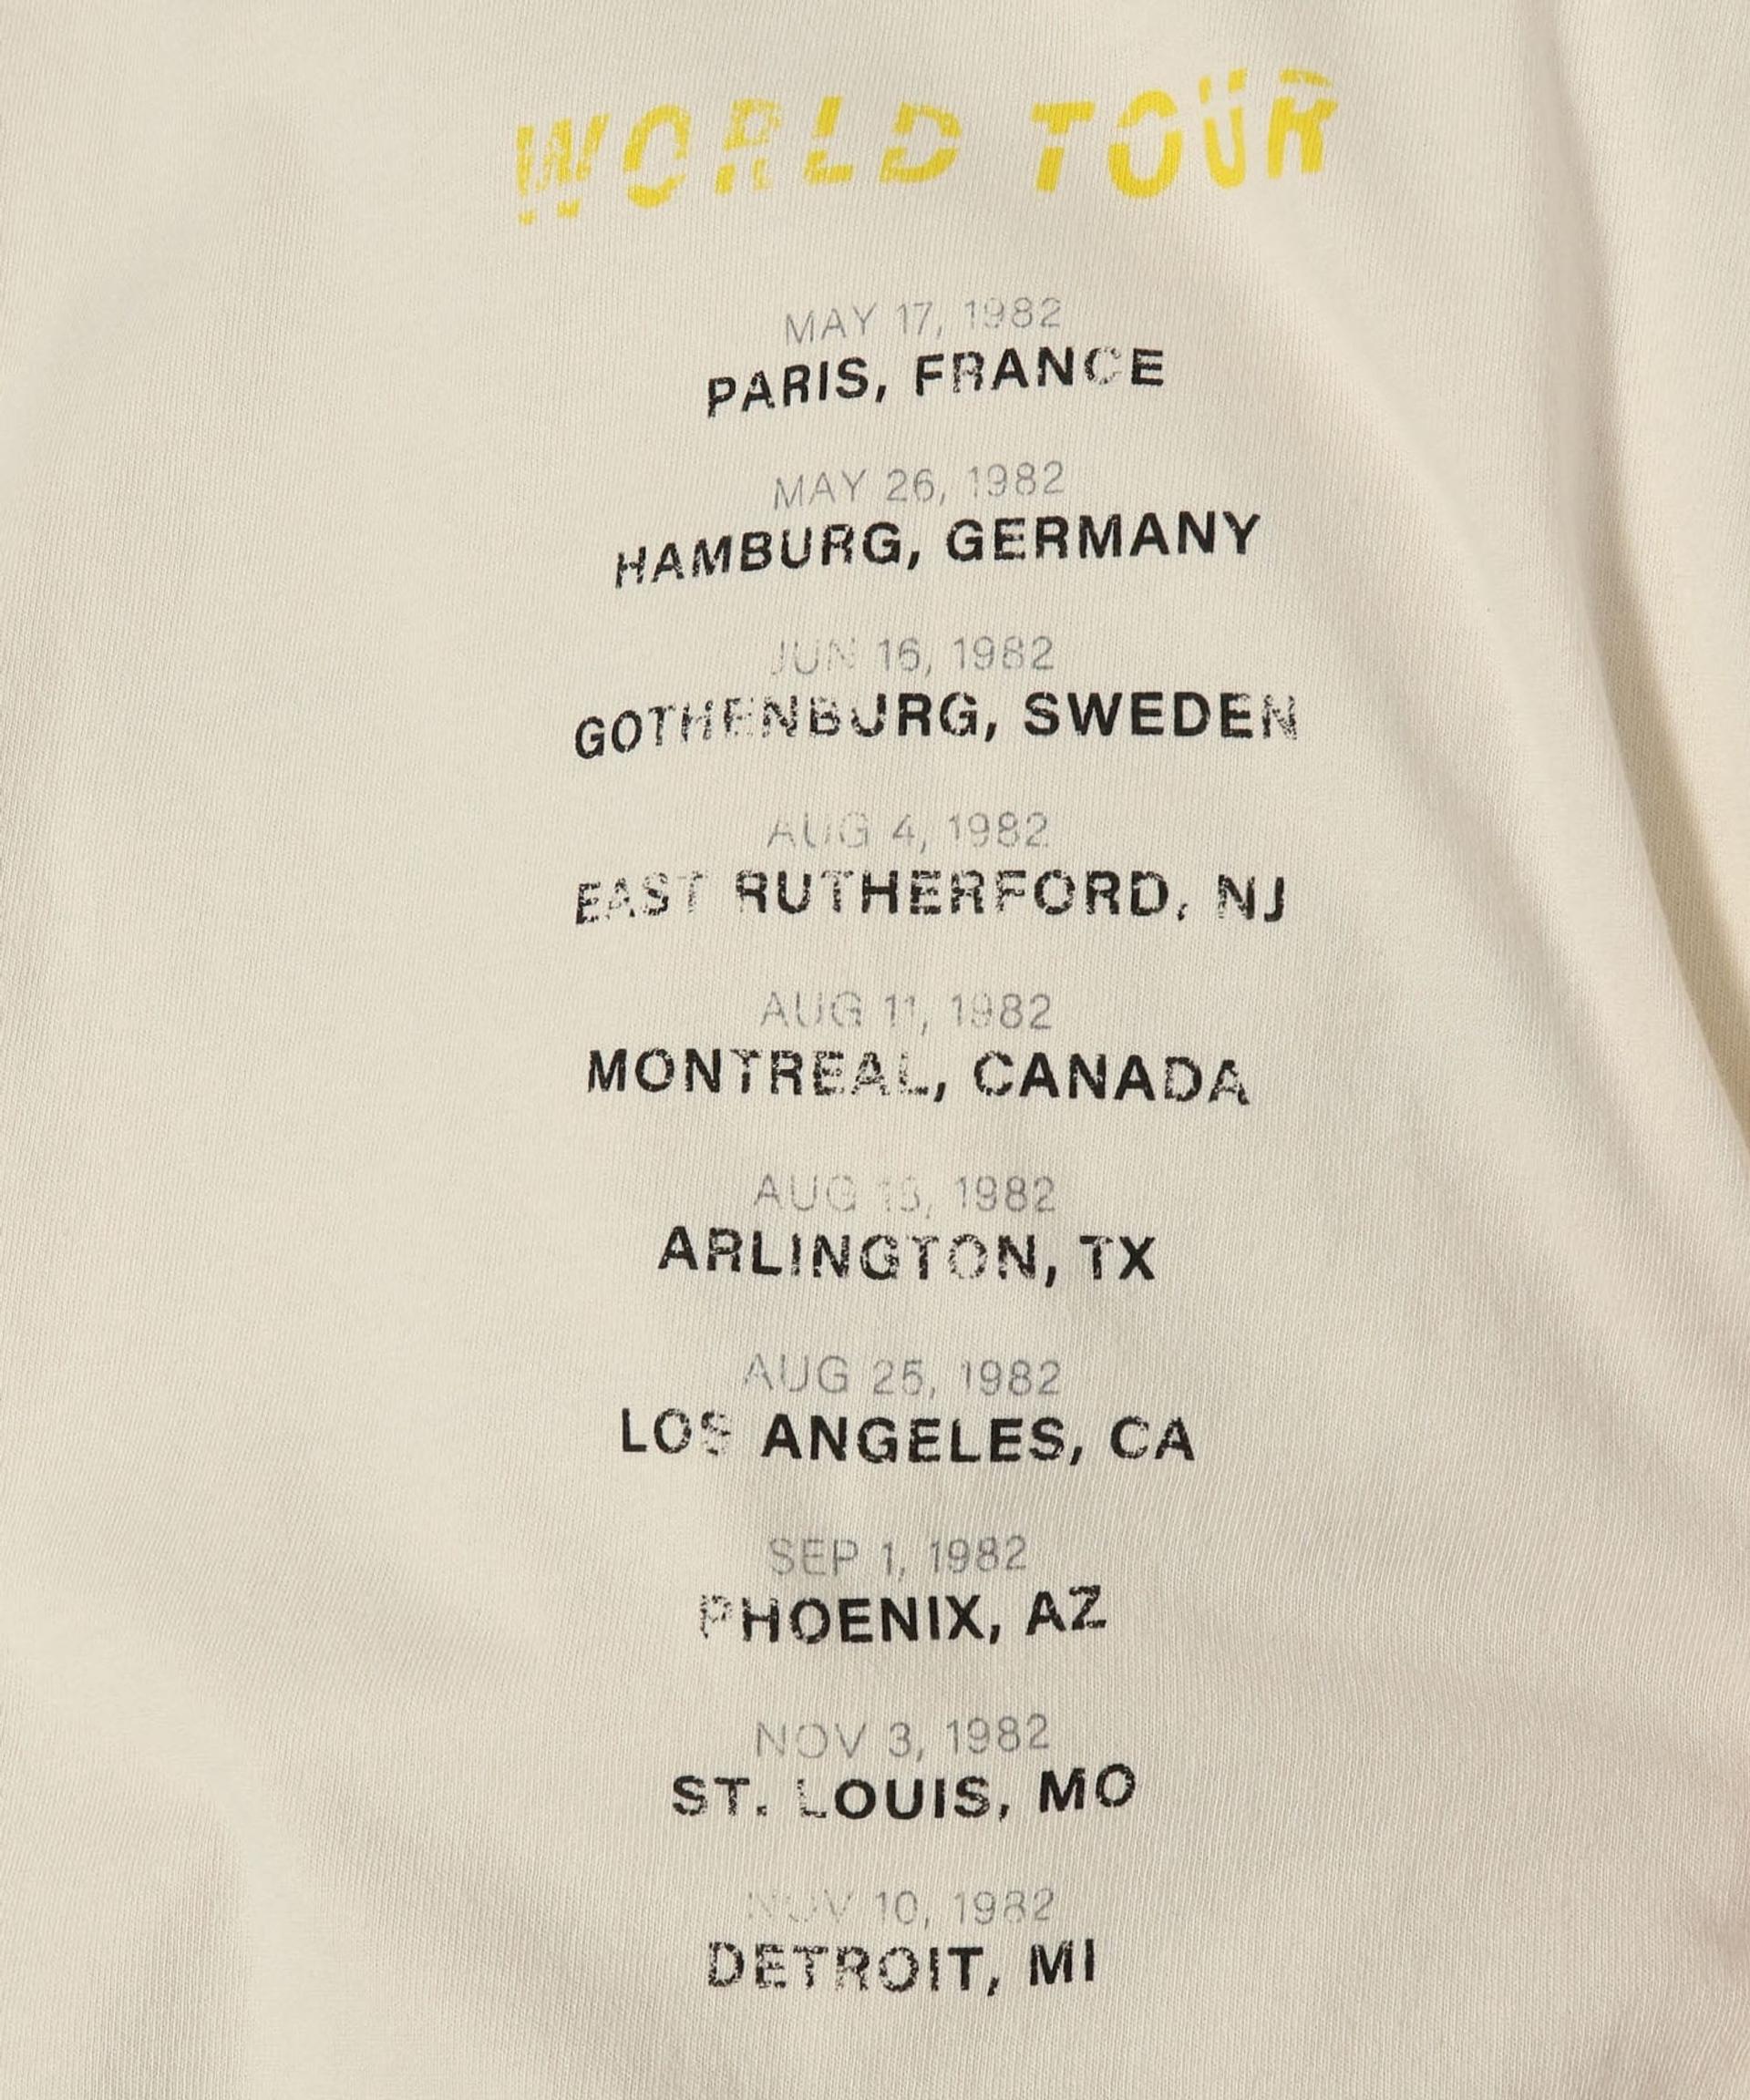 WORLD TOUR
MAY 17, 1982
PARIS, FRANCE
MAY 26, 1982
HAMBURG, GERMANY
JUN 16, 1982
GOTHENBURG, SWEDEN
AUG 4, 1982
EAST RUTHERFORD, NJ
AUG 11, 1982
MONTREAL, CANADA
AUG 13, 1982
ARLINGTON, TX
AUG 25, 1982
LOS ANGELES, CA
SEP 1, 1982
PHOENIX, AZ
NOV 3, 1982
ST. LOUIS, MO
NOV 10, 1982
DETROIT, MI